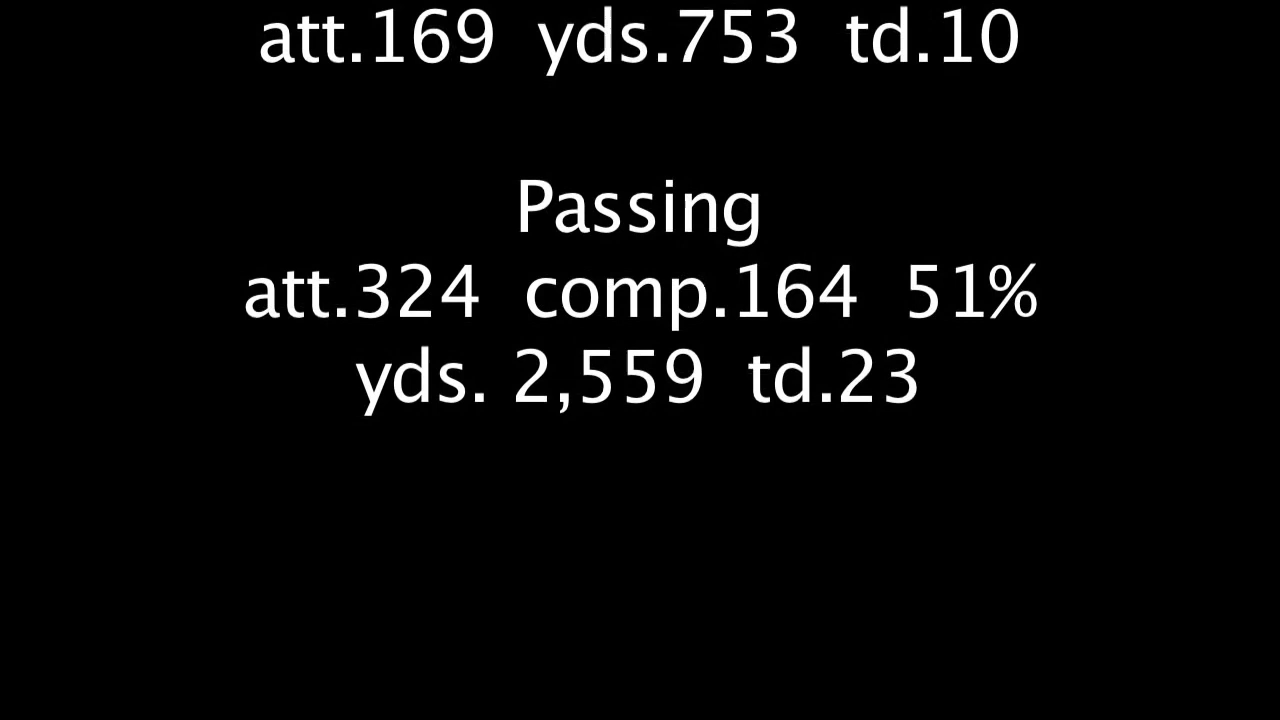 att.169 yds.753 td.10
Passing
att.324 comp.164 51%
yds. 2,559 td.23